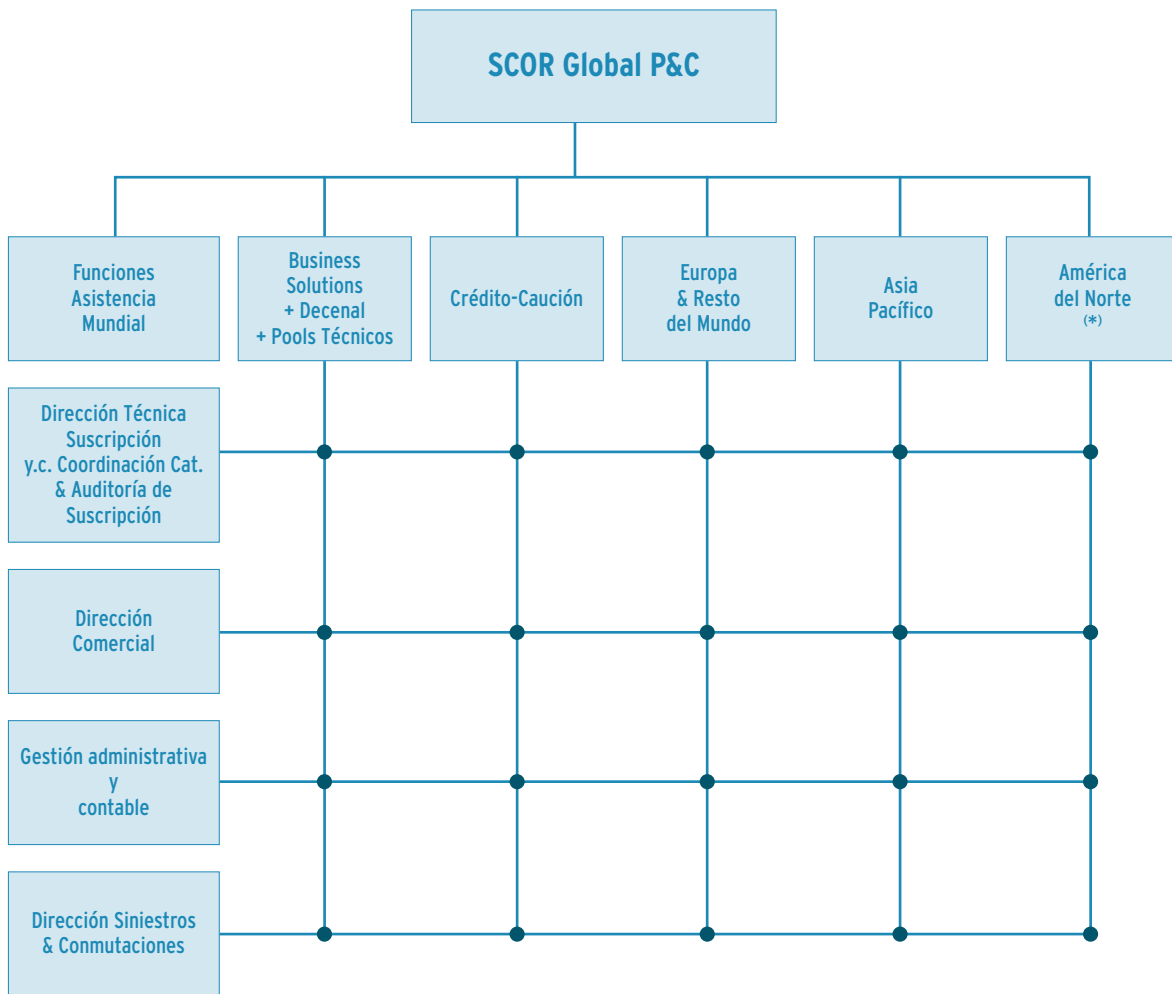 SCOR Global P&C
Funciones
Asistencia
Mundial
Business
Solutions
+ Decenal
+ Pools Técnicos
Crédito-Caución
Europa
& Resto
del Mundo
Asia
Pacífico
América
del Norte
(*)
Dirección Técnica
Suscripción
y.c. Coordinación Cat.
& Auditoría de
Suscripción
Dirección
Comercial
Gestión administrativa
y
contable
Dirección Siniestros
& Conmutaciones